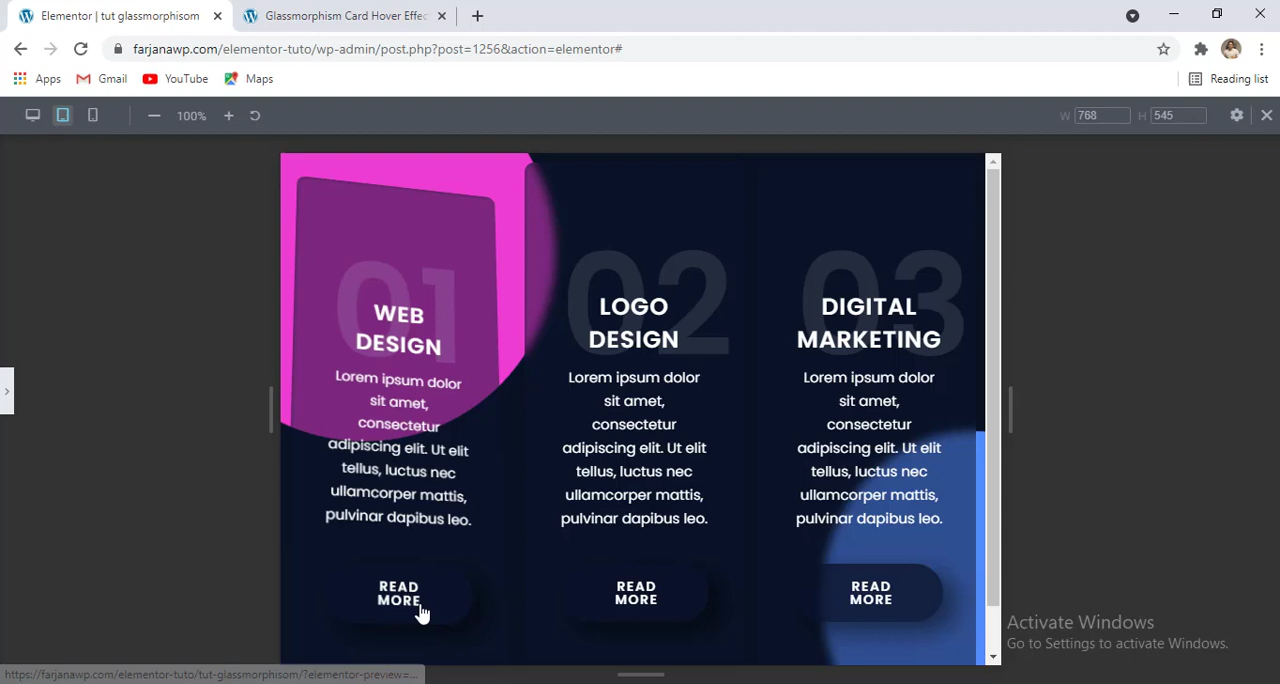 Elementor | tut glassmorphisom
Glassmorphism Card Hover Effec
farjanawp.com/elementor-tuto/wp-admin/post.php?post=1256&action=elementor#
Apps
Gmail
YouTube
Maps
Reading list
100%
W 768
H 545
01
WEB
DESIGN
Lorem ipsum dolor
sit amet,
consectetur
adipiscing elit. Ut elit
tellus, luctus nec
ullamcorper mattis,
pulvinar dapibus leo.
READ
MORE
02
LOGO
DESIGN
Lorem ipsum dolor
sit amet,
consectetur
adipiscing elit. Ut elit
tellus, luctus nec
ullamcorper mattis,
pulvinar dapibus leo.
READ
MORE
03
DIGITAL
MARKETING
Lorem ipsum dolor
sit amet,
consectetur
adipiscing elit. Ut elit
tellus, luctus nec
ullamcorper mattis,
pulvinar dapibus leo.
READ
MORE
Activate Windows
Go to Settings to activate Windows.
https://farjanawp.com/elementor-tuto/tut-glassmorphisom/?elementor-preview=...